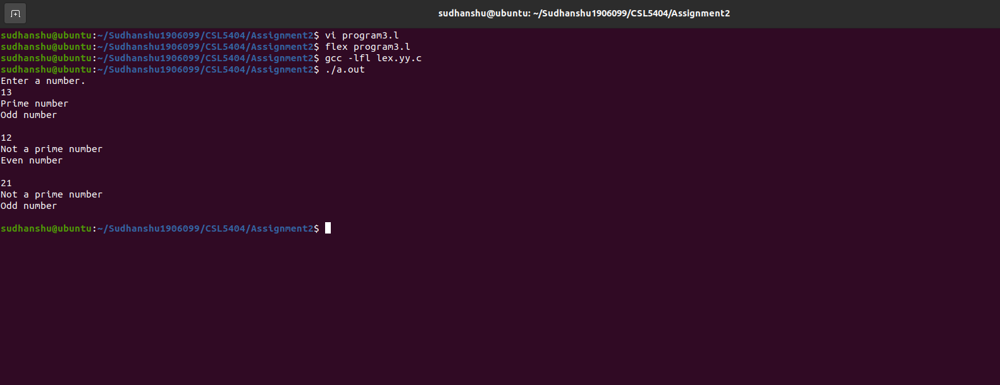 sudhanshu@ubuntu: ~/Sudhanshu1906099/CSL5404/Assignment2
sudhanshu@ubuntu:~/Sudhanshu1906099/CSL5404/Assignment2$ vi program3.l
sudhanshu@ubuntu:~/Sudhanshu1906099/CSL5404/Assignment2$ flex program3.l
sudhanshu@ubuntu:~/Sudhanshu1906099/CSL5404/Assignment2$ gcc -lfl lex.yy.c
sudhanshu@ubuntu:~/Sudhanshu1906099/CSL5404/Assignment2$ ./a.out
Enter a number.
13
Prime number
Odd number
12
Not a prime number
Even number
21
Not a prime number
Odd number
sudhanshu@ubuntu:~/Sudhanshu1906099/CSL5404/Assignment2$